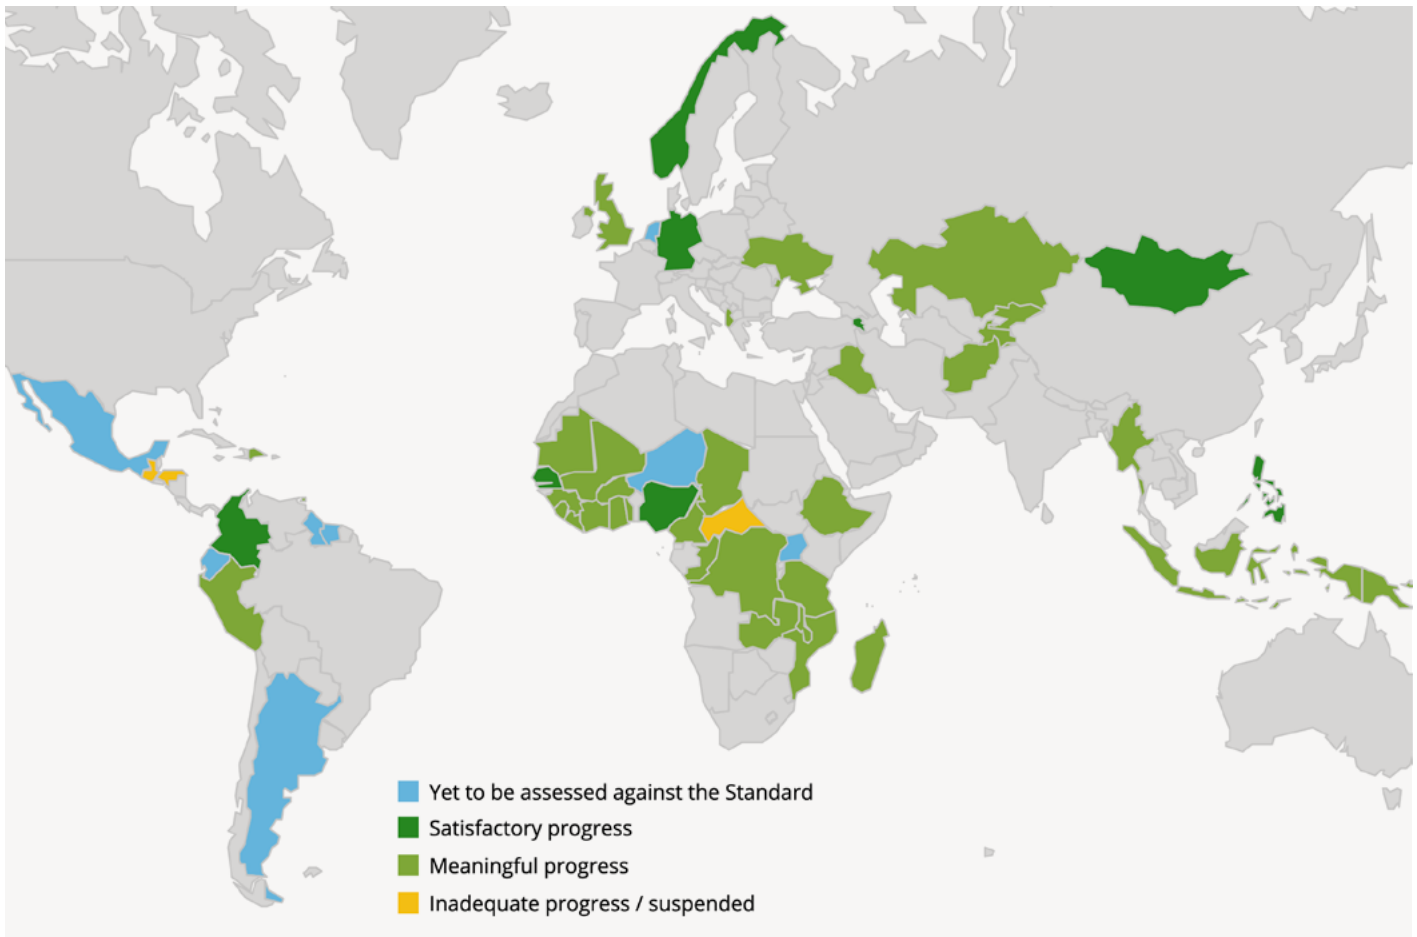 Yet to be assessed against the Standard
Satisfactory progress
Meaningful progress
Inadequate progress / suspended